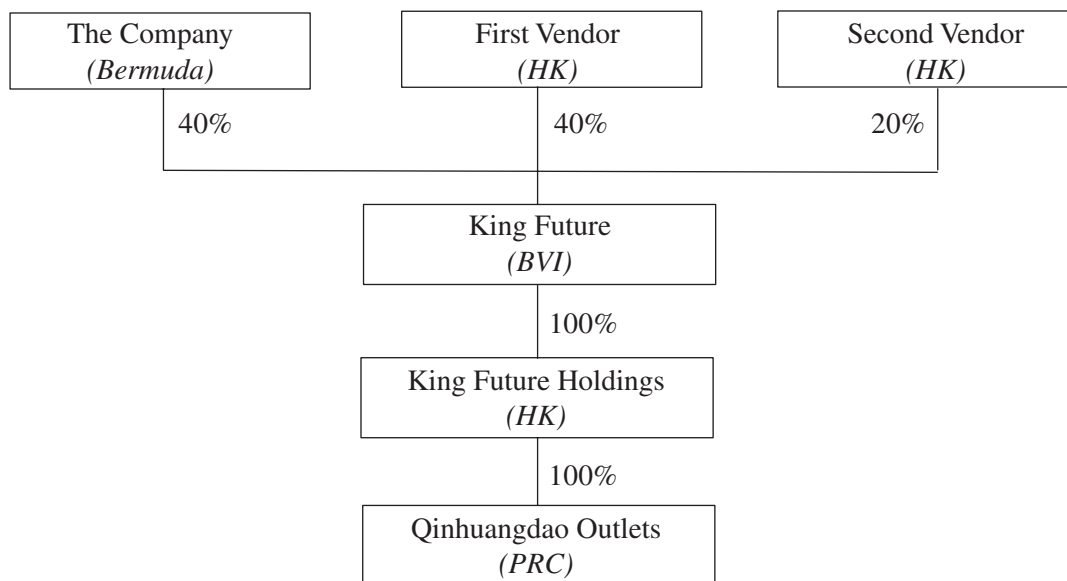 The Company
(Bermuda)
First Vendor
(HK)
Second Vendor
(HK)
40%
40%
20%
King Future
(BVI)
100%
King Future Holdings
(HK)
100%
Qinhuangdao Outlets
(PRC)